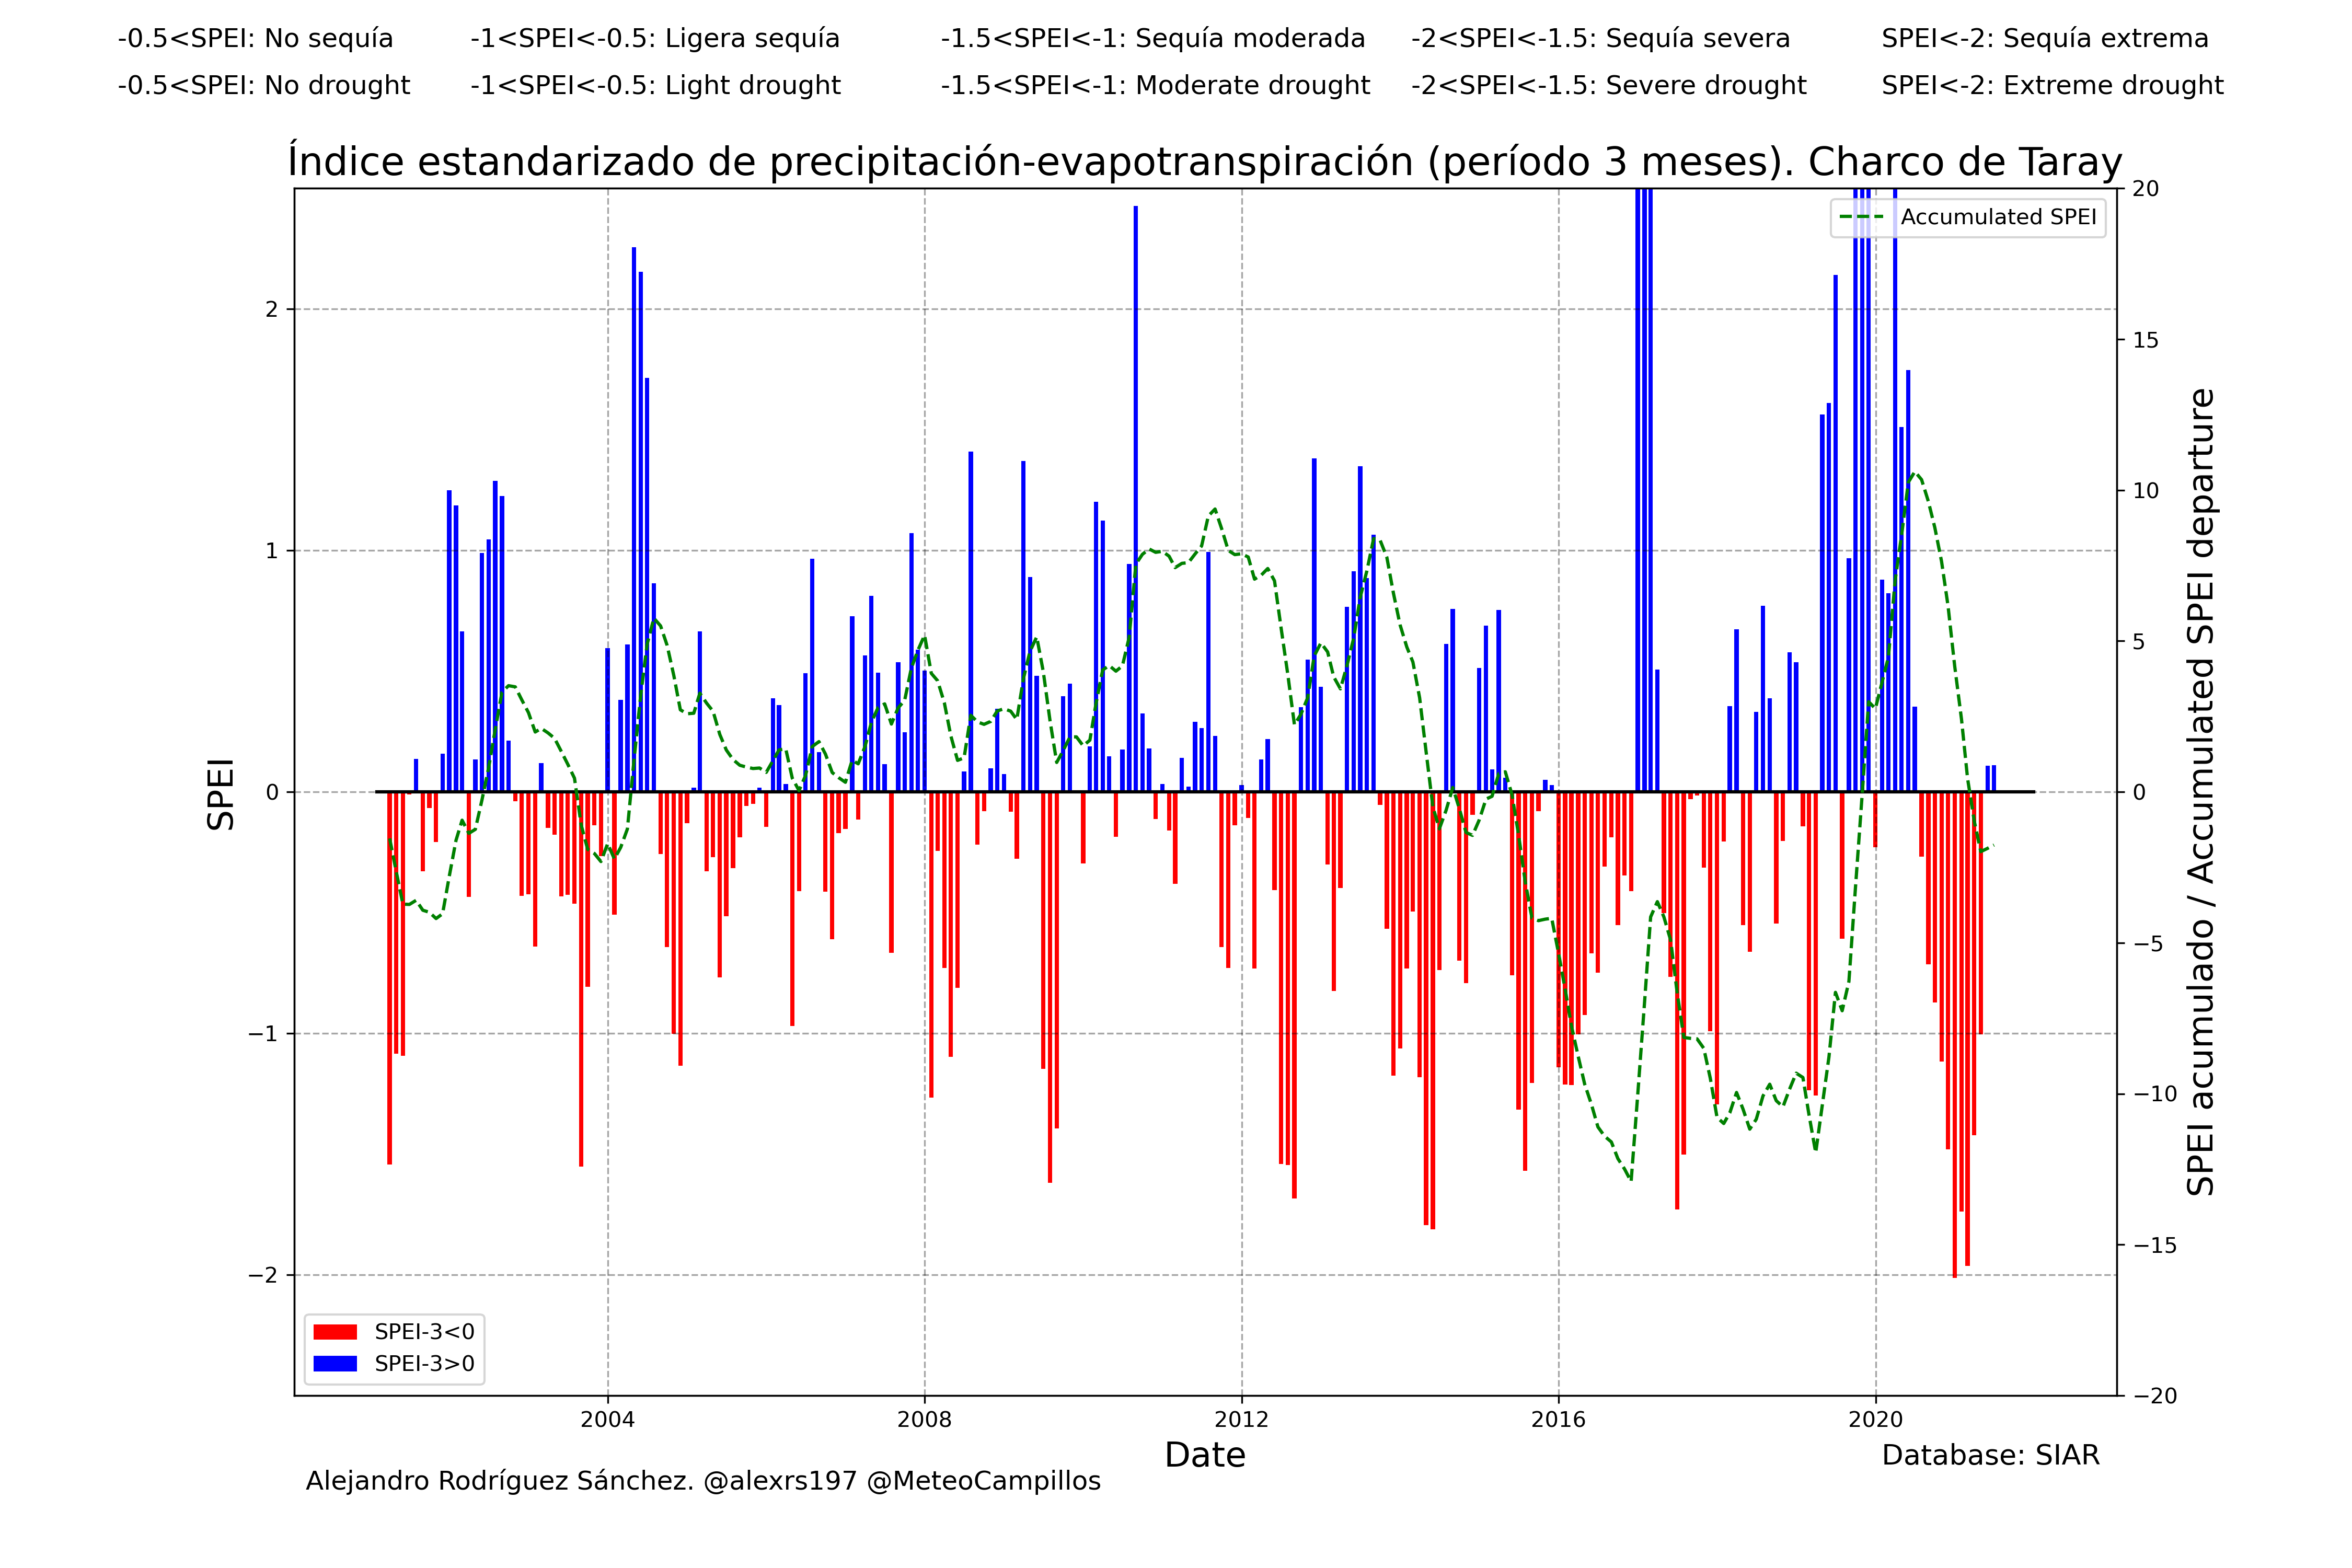 -0.5<SPEI: No sequía -1<SPEI<-0.5: Ligera sequía -1.5<SPEI<-1: Sequía moderada -2<SPEI<-1.5: Sequía severa SPEI<-2: Sequía extrema
-0.5<SPEI: No drought -1<SPEI<-0.5: Light drought -1.5<SPEI<-1: Moderate drought -2<SPEI<-1.5: Severe drought SPEI<-2: Extreme drought
Índice estandarizado de precipitación-evapotranspiración (período 3 meses). Charco de Taray
Accumulated SPEI
SPEI
2
1
0
−1
−2
20
15
10
5
0
−5
−10
−15
−20
SPEI acumulado / Accumulated SPEI departure
SPEI-3<0
SPEI-3>0
2004 2008 2012 2016 2020
Date
Database: SIAR
Alejandro Rodríguez Sánchez. @alexrs197 @MeteoCampillos